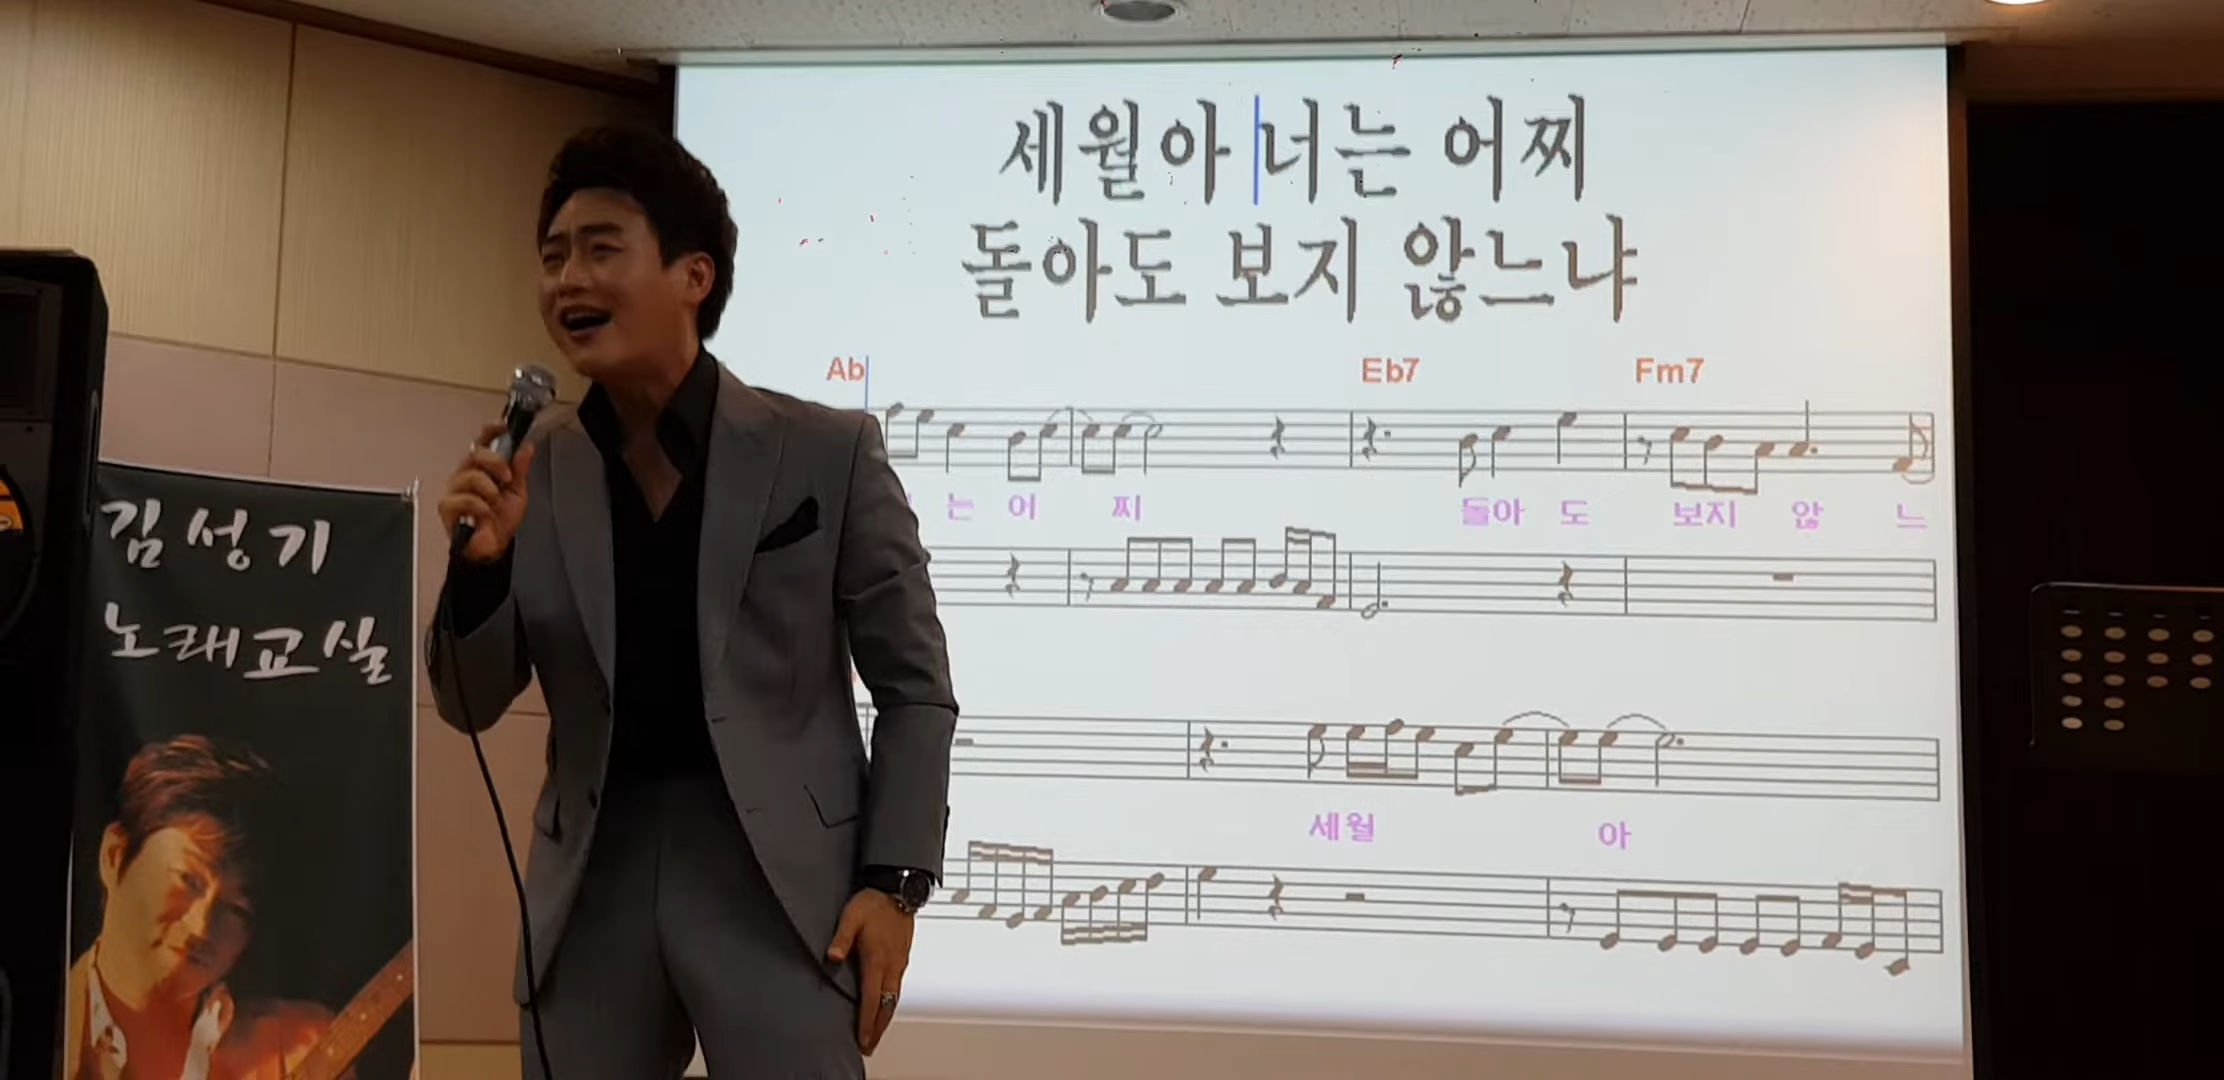 세월아 너는 어찌
돌아도 보지 않느냐
Ab Eb7 Fm7
는 어 찌 돌아 도 보지 않 느
세월 아
김성기
노래교실